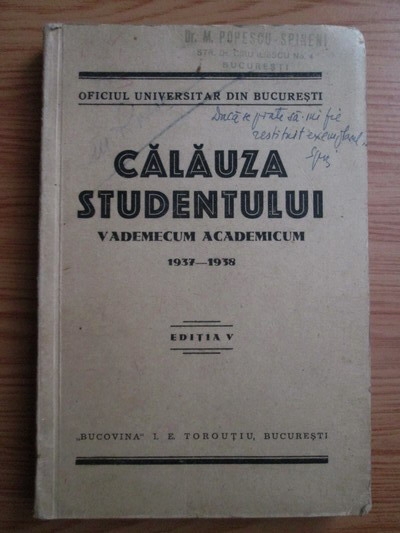 Dr. M. POPESCU-SPINENI
BUCUREȘTI
OFICIUL UNIVERSITAR DIN BUCUREȘTI
Dacă se poate să-mi fie
restituit exemplarul
CĂLĂUZA
STUDENTULUI
VADEMECUM ACADEMICUM
1937—1938
EDIȚIA V
„BUCOVINA" I. E. TOROUȚIU, BUCUREȘTI